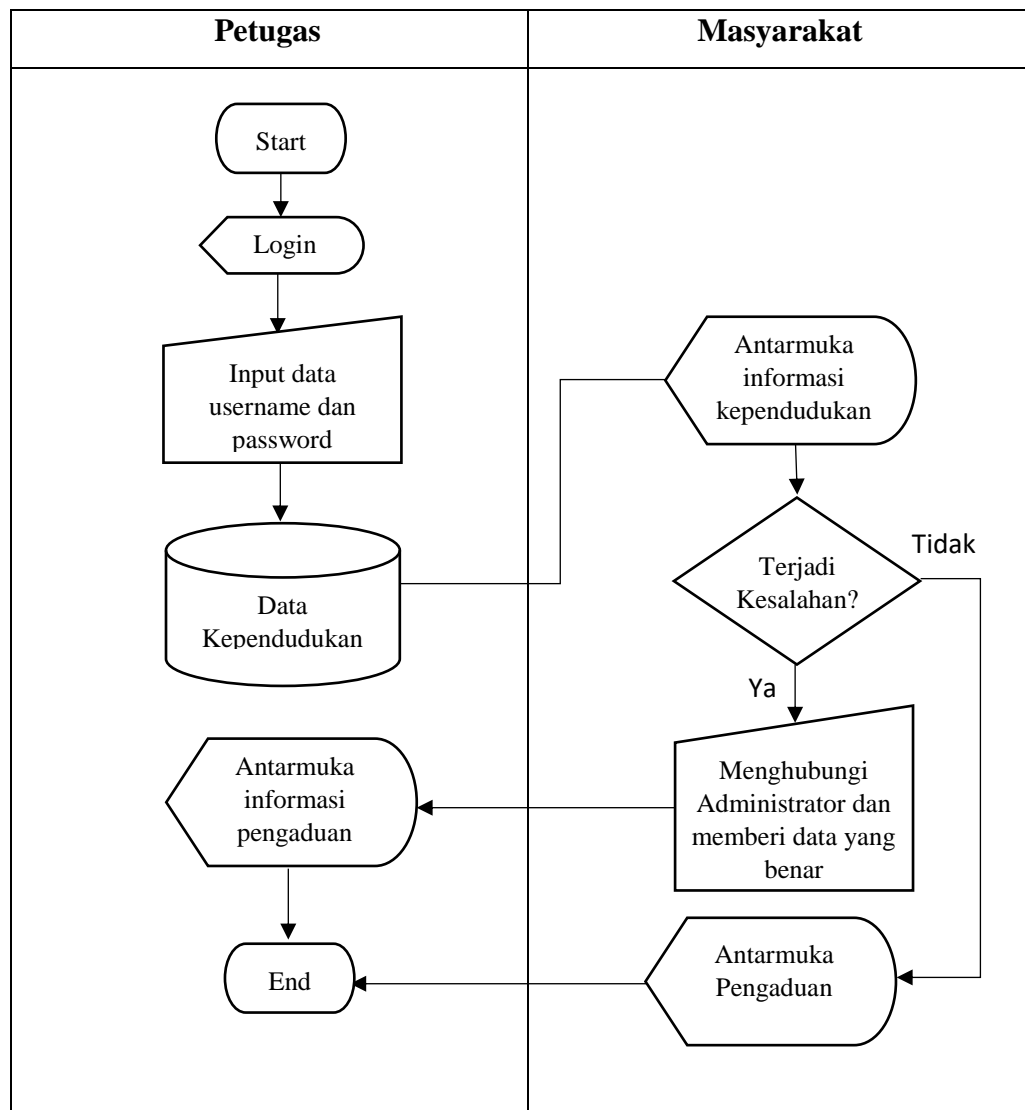 Petugas
Masyarakat
Start
Login
Input data
username dan
password
Data
Kependudukan
Antarmuka
informasi
kependudukan
Terjadi
Kesalahan?
Tidak
Ya
Menghubungi
Administrator dan
memberi data yang
benar
Antarmuka
informasi
pengaduan
Antarmuka
Pengaduan
End